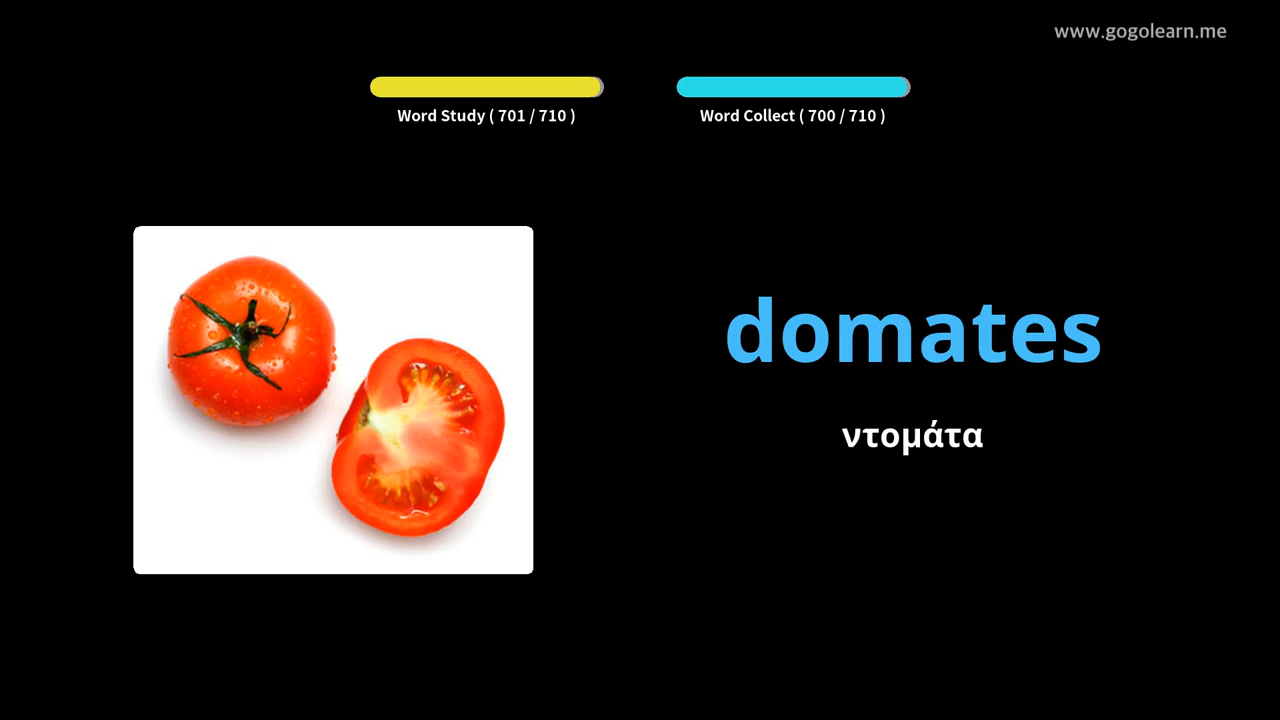 www.gogolearn.me
Word Study ( 701 / 710 )
Word Collect ( 700 / 710 )
domates
ντομάτα